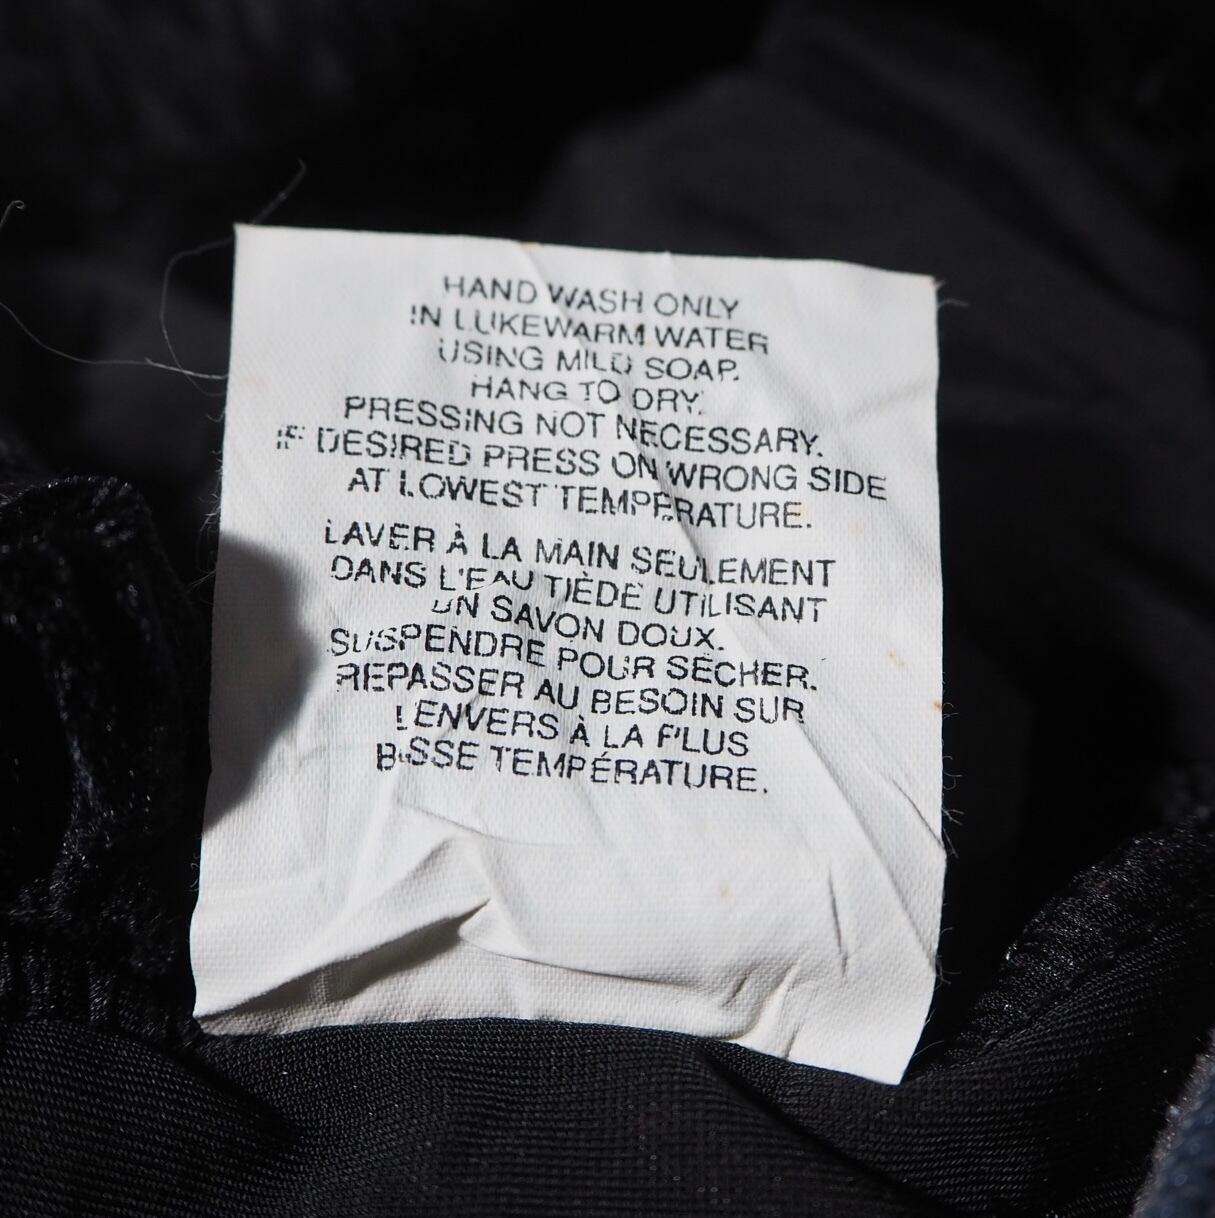 HAND WASH ONLY
IN LUKEWARM WATER
USING MILD SOAP.
HANG TO DRY.
PRESSING NOT NECESSARY.
IF DESIRED PRESS ON WRONG SIDE
AT LOWEST TEMPERATURE.
LAVER À LA MAIN SEULEMENT
DANS L'EAU TIÈDE UTILISANT
UN SAVON DOUX.
SUSPENDRE POUR SÉCHER.
REPASSER AU BESOIN SUR
L'ENVERS À LA PLUS
BASSE TEMPÉRATURE.